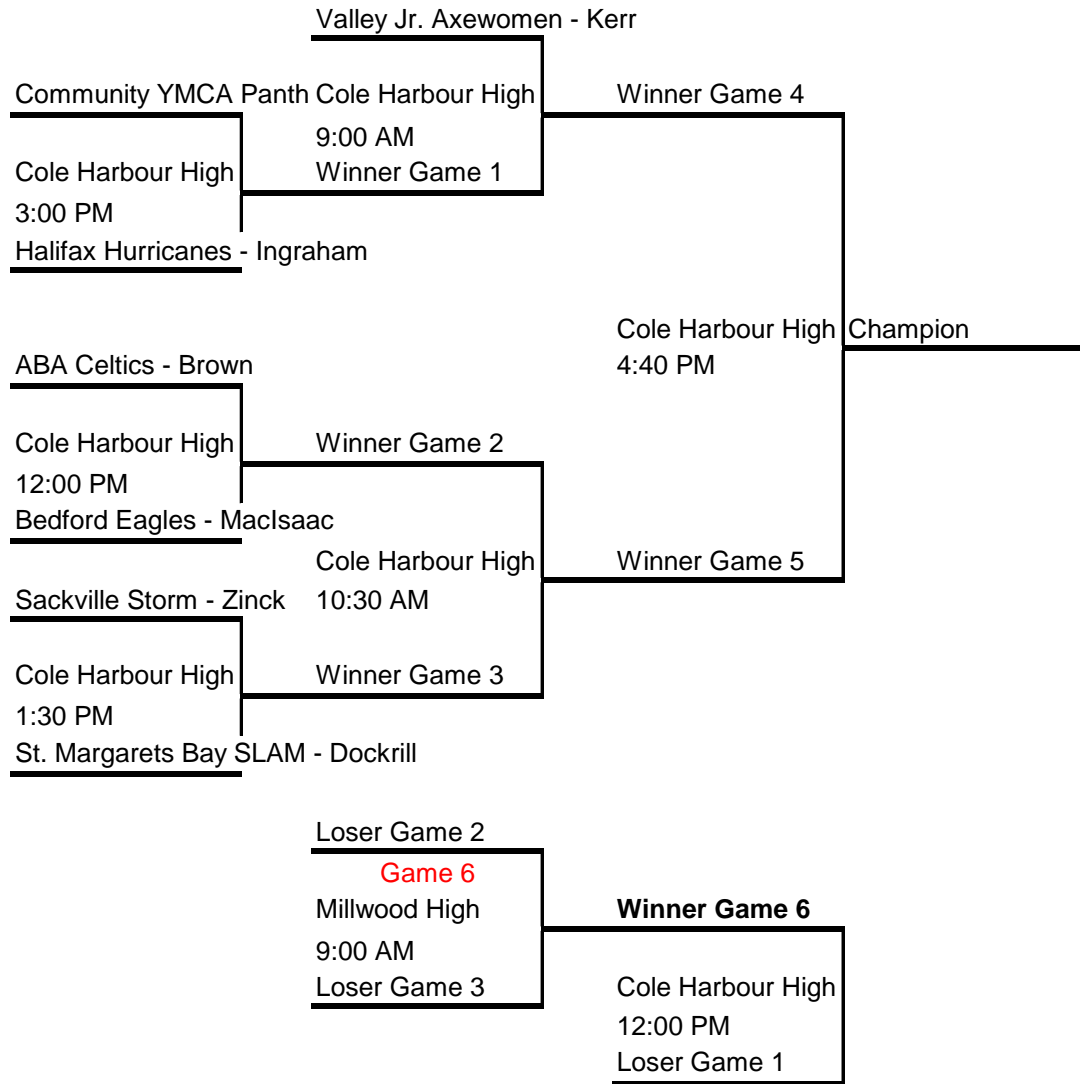 Valley Jr. Axewomen - Kerr
Community YMCA Panth
Cole Harbour High
Winner Game 4
9:00 AM
Cole Harbour High
Winner Game 1
3:00 PM
Halifax Hurricanes - Ingraham
Cole Harbour High
Champion
ABA Celtics - Brown
4:40 PM
Cole Harbour High
Winner Game 2
12:00 PM
Bedford Eagles - MacIsaac
Cole Harbour High
Winner Game 5
Sackville Storm - Zinck
10:30 AM
Cole Harbour High
Winner Game 3
1:30 PM
St. Margarets Bay SLAM - Dockrill
Loser Game 2
Game 6
Millwood High
Winner Game 6
9:00 AM
Loser Game 3
Cole Harbour High
12:00 PM
Loser Game 1